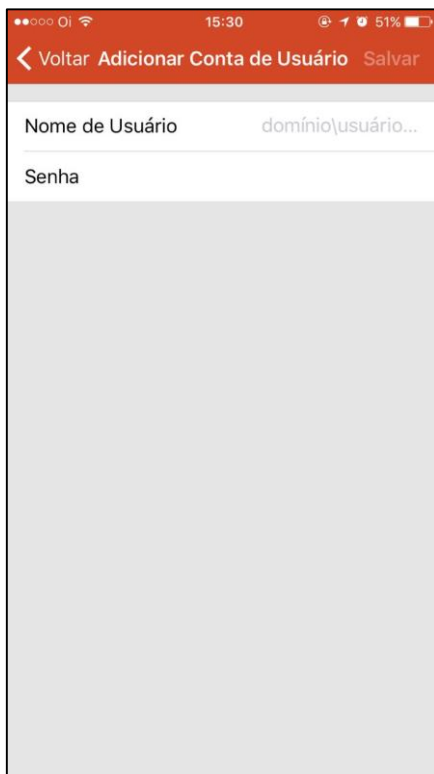 Oi 15:30 51%
Voltar Adicionar Conta de Usuário Salvar
Nome de Usuário domínio\usuário...
Senha